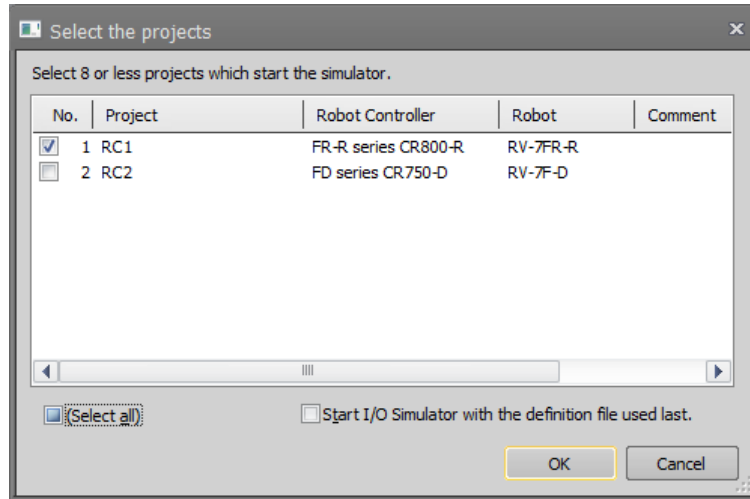 Select the projects
Select 8 or less projects which start the simulator.
No. Project Robot Controller Robot Comment
1 RC1 FR-R series CR800-R RV-7FR-R
2 RC2 FD series CR750-D RV-7F-D
(Select all) Start I/O Simulator with the definition file used last.
OK Cancel